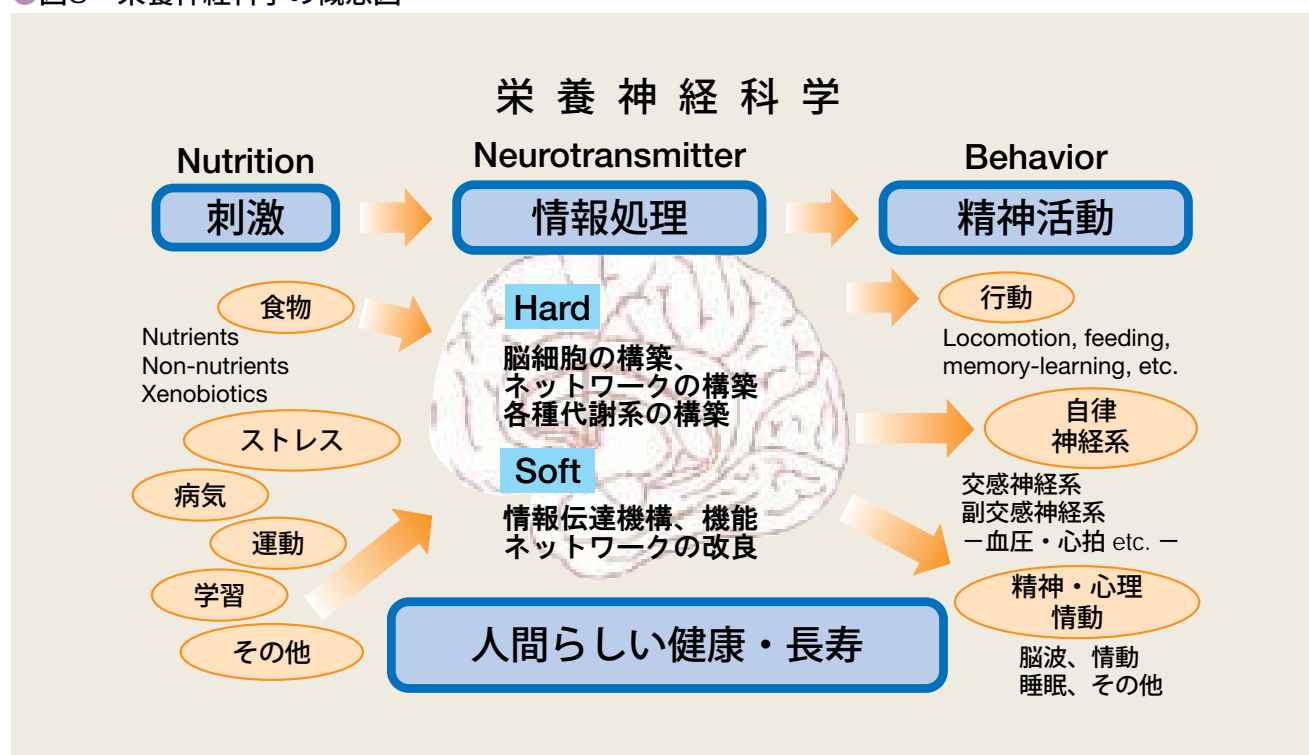 栄養神経科学
Nutrition
Neurotransmitter
Behavior
刺激
情報処理
精神活動
食物
Nutrients
Non-nutrients
Xenobiotics
ストレス
病気
運動
学習
その他
Hard
脳細胞の構築、
ネットワークの構築
各種代謝系の構築
Soft
情報伝達機構、機能
ネットワークの改良
行動
Locomotion, feeding,
memory-learning, etc.
自律
神経系
交感神経系
副交感神経系
－血圧・心拍 etc. －
精神・心理
情動
脳波、情動
睡眠、その他
人間らしい健康・長寿